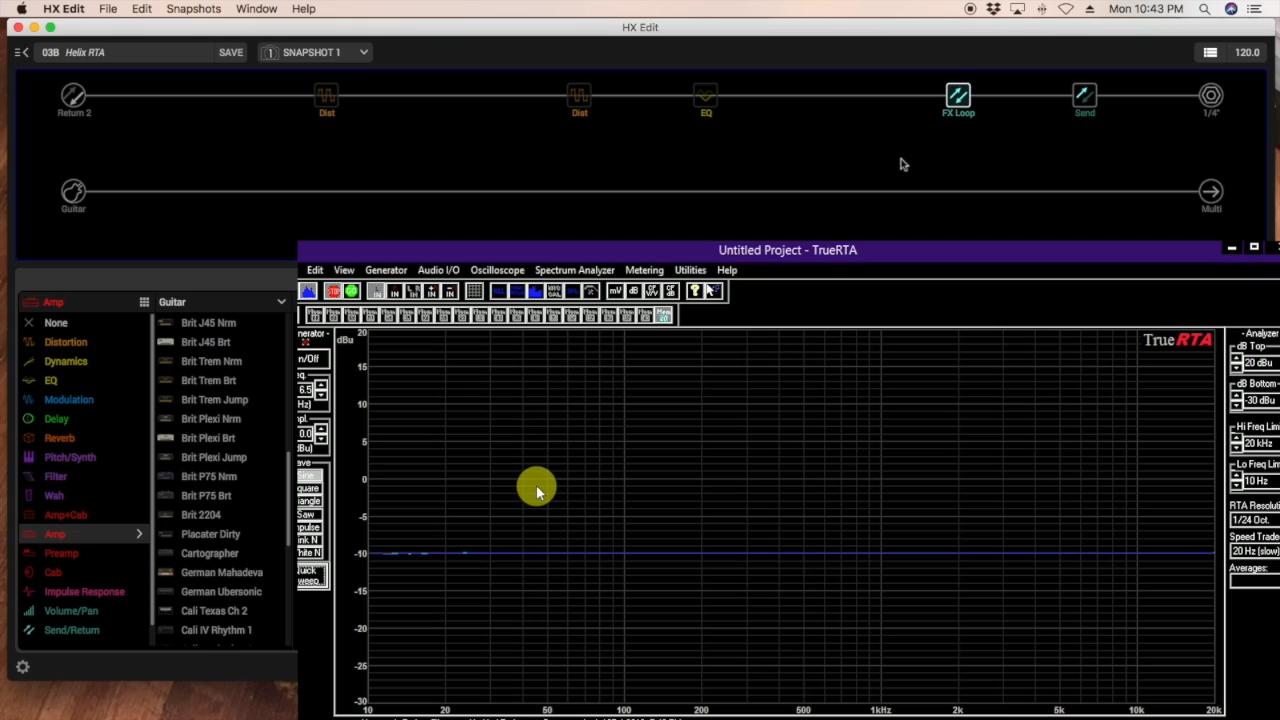 HX Edit File Edit Snapshots Window Help Mon 10:43 PM
HX Edit
03B Helix RTA SAVE 1 SNAPSHOT 1 120.0
Return 2 Dist Dist EQ FX Loop Send 1/4"
Guitar Multi
Untitled Project - TrueRTA
Edit View Generator Audio I/O Oscilloscope Spectrum Analyzer Metering Utilities Help
Amp Guitar
None
Distortion
Dynamics
EQ
Modulation
Delay
Reverb
Pitch/Synth
Filter
Wah
Amp+Cab
Amp
Preamp
Cab
Impulse Response
Volume/Pan
Send/Return
Brit J45 Nrm
Brit J45 Brt
Brit Trem Nrm
Brit Trem Brt
Brit Trem Jump
Brit Plexi Nrm
Brit Plexi Brt
Brit Plexi Jump
Brit P75 Nrm
Brit P75 Brt
Brit 2204
Placater Dirty
Cartographer
German Mahadeva
German Ubersonic
Cali Texas Ch 2
Cali IV Rhythm 1
STOP GO mV dB
dBu 20
15
10
5
0
-5
-10
-15
-20
-25
-30
10 20 50 100 200 500 1kHz 2k 5k 10k 20k
TrueRTA
- Analyzer
dB Top
20 dBu
dB Bottom
-30 dBu
Hi Freq Lim
20 kHz
Lo Freq Lim
10 Hz
RTA Resoluti
1/24 Oct.
Speed Trade
20 Hz (slow)
Averages: